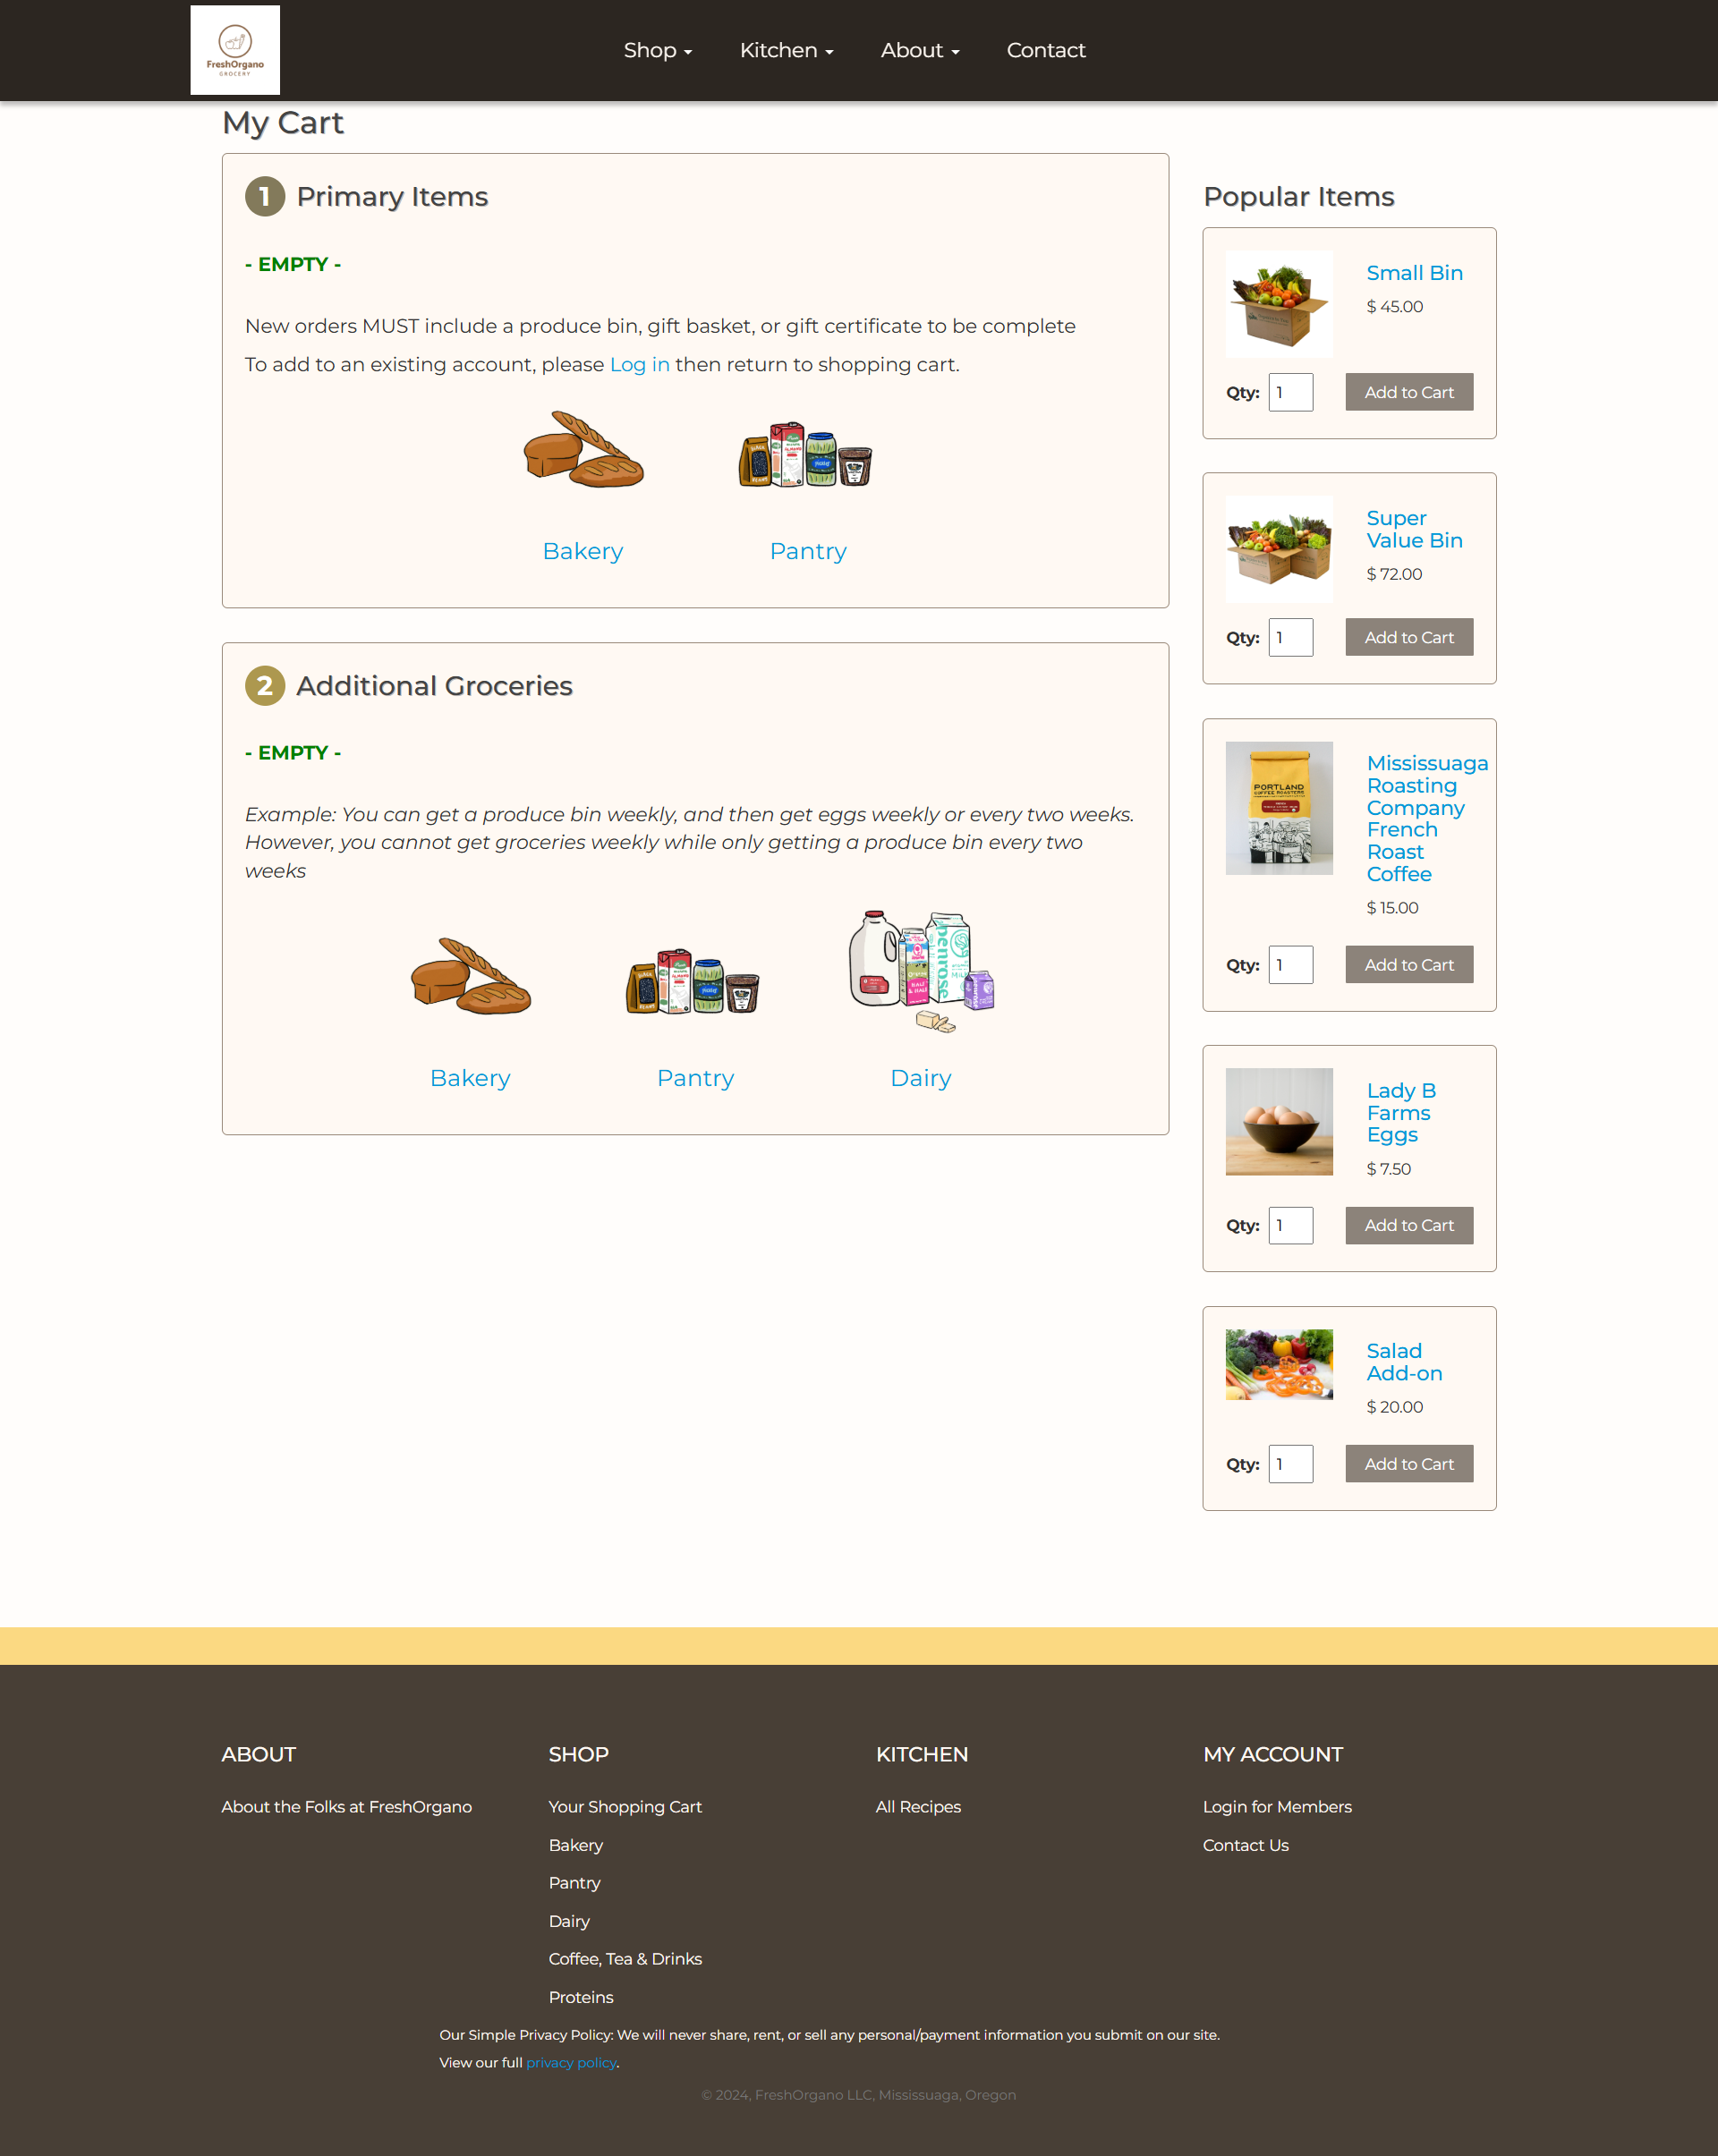 FreshOrgano
GROCERY
Shop
Kitchen
About
Contact
My Cart
1 Primary Items
- EMPTY -
New orders MUST include a produce bin, gift basket, or gift certificate to be complete
To add to an existing account, please Log in then return to shopping cart.
Bakery
Pantry
2 Additional Groceries
- EMPTY -
Example: You can get a produce bin weekly, and then get eggs weekly or every two weeks.
However, you cannot get groceries weekly while only getting a produce bin every two
weeks
penrose
Bakery
Pantry
Dairy
Popular Items
Small Bin
$ 45.00
Qty: 1 Add to Cart
Super
Value Bin
$ 72.00
Qty: 1 Add to Cart
PORTLAND
COFFEE ROASTERS
Mississuaga
Roasting
Company
French
Roast
Coffee
$ 15.00
Qty: 1 Add to Cart
Lady B
Farms
Eggs
$ 7.50
Qty: 1 Add to Cart
Salad
Add-on
$ 20.00
Qty: 1 Add to Cart
ABOUT
About the Folks at FreshOrgano
SHOP
Your Shopping Cart
Bakery
Pantry
Dairy
Coffee, Tea & Drinks
Proteins
KITCHEN
All Recipes
MY ACCOUNT
Login for Members
Contact Us
Our Simple Privacy Policy: We will never share, rent, or sell any personal/payment information you submit on our site.
View our full privacy policy.
© 2024, FreshOrgano LLC, Mississuaga, Oregon